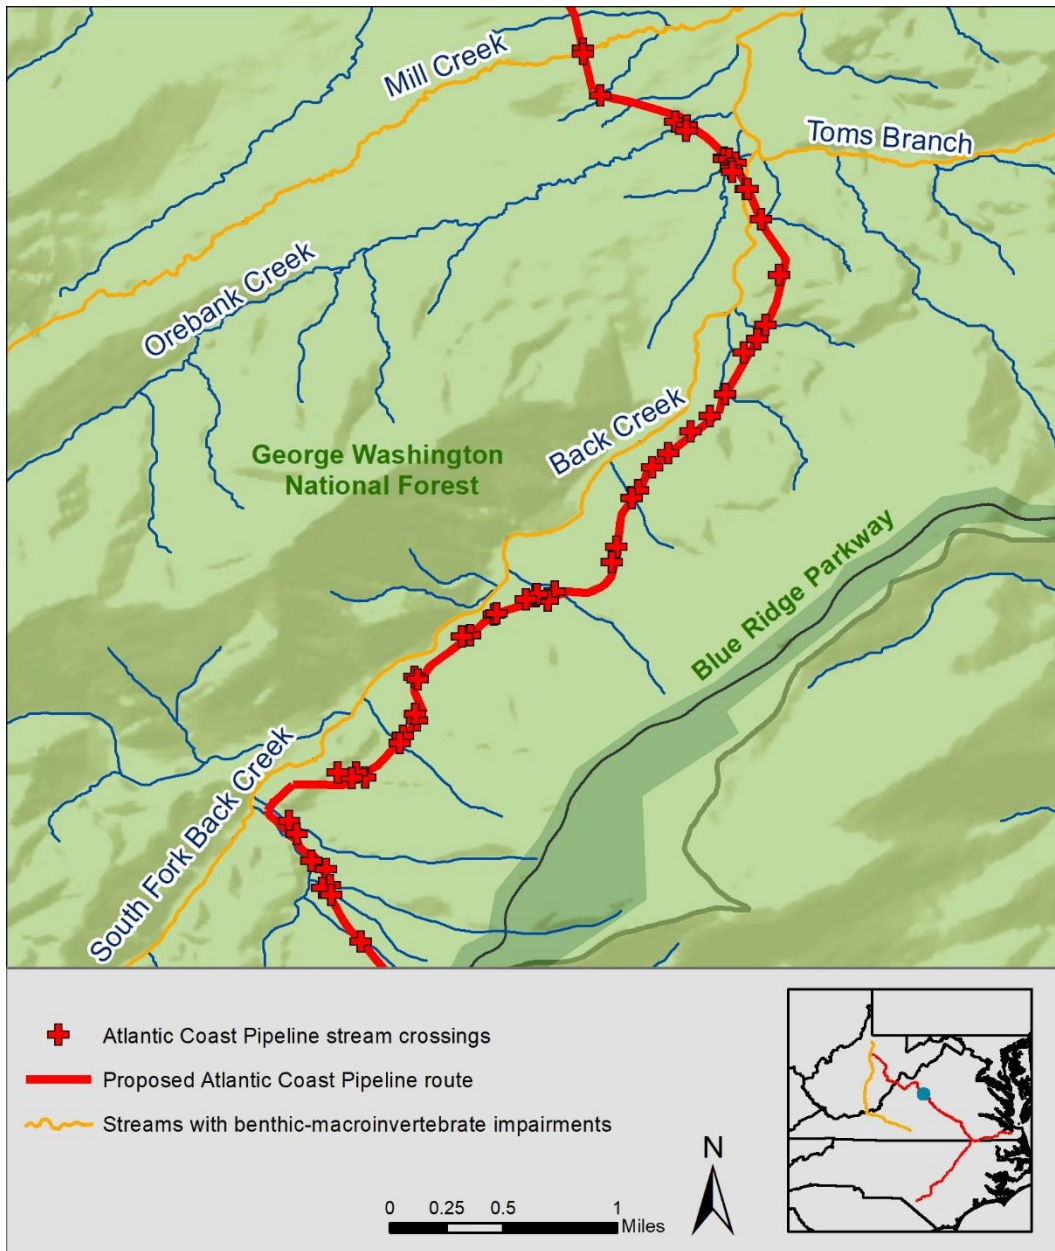 Mill Creek
Toms Branch
Orebank Creek
Back Creek
George Washington
National Forest
Blue Ridge Parkway
South Fork Back Creek
Atlantic Coast Pipeline stream crossings
Proposed Atlantic Coast Pipeline route
Streams with benthic-macroinvertebrate impairments
N
0 0.25 0.5 1
Miles